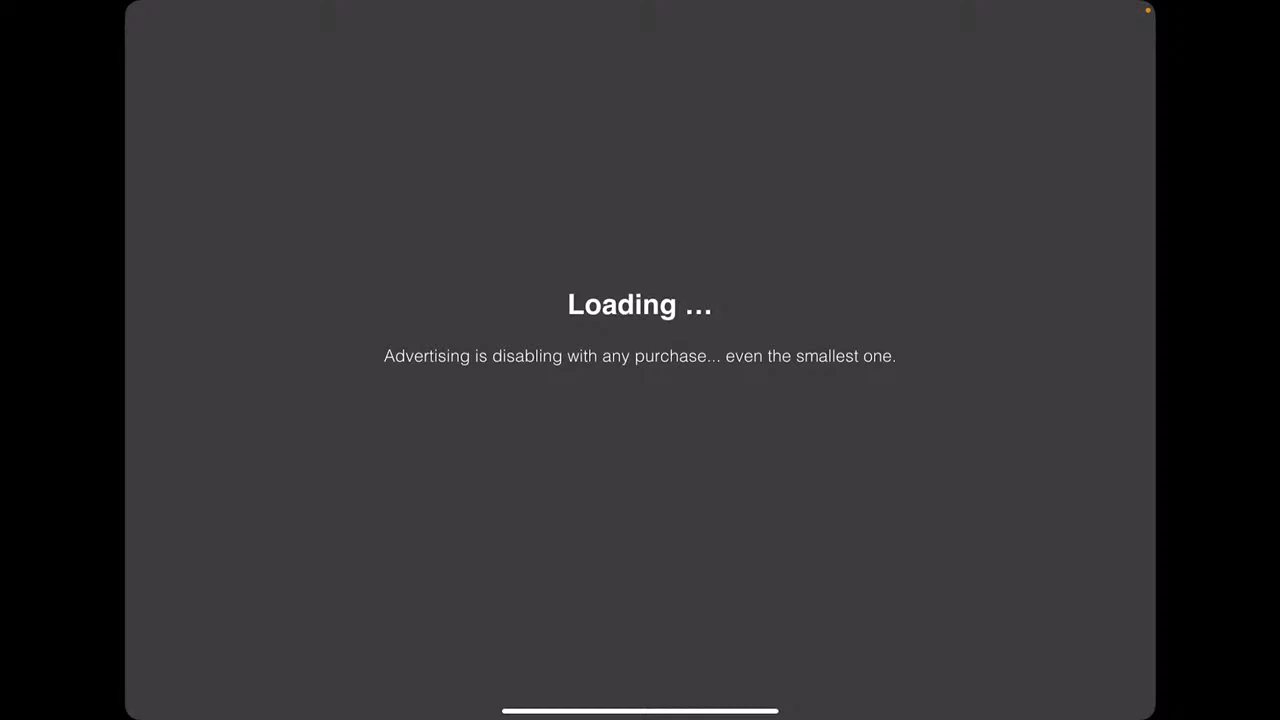 Loading ...
Advertising is disabling with any purchase... even the smallest one.